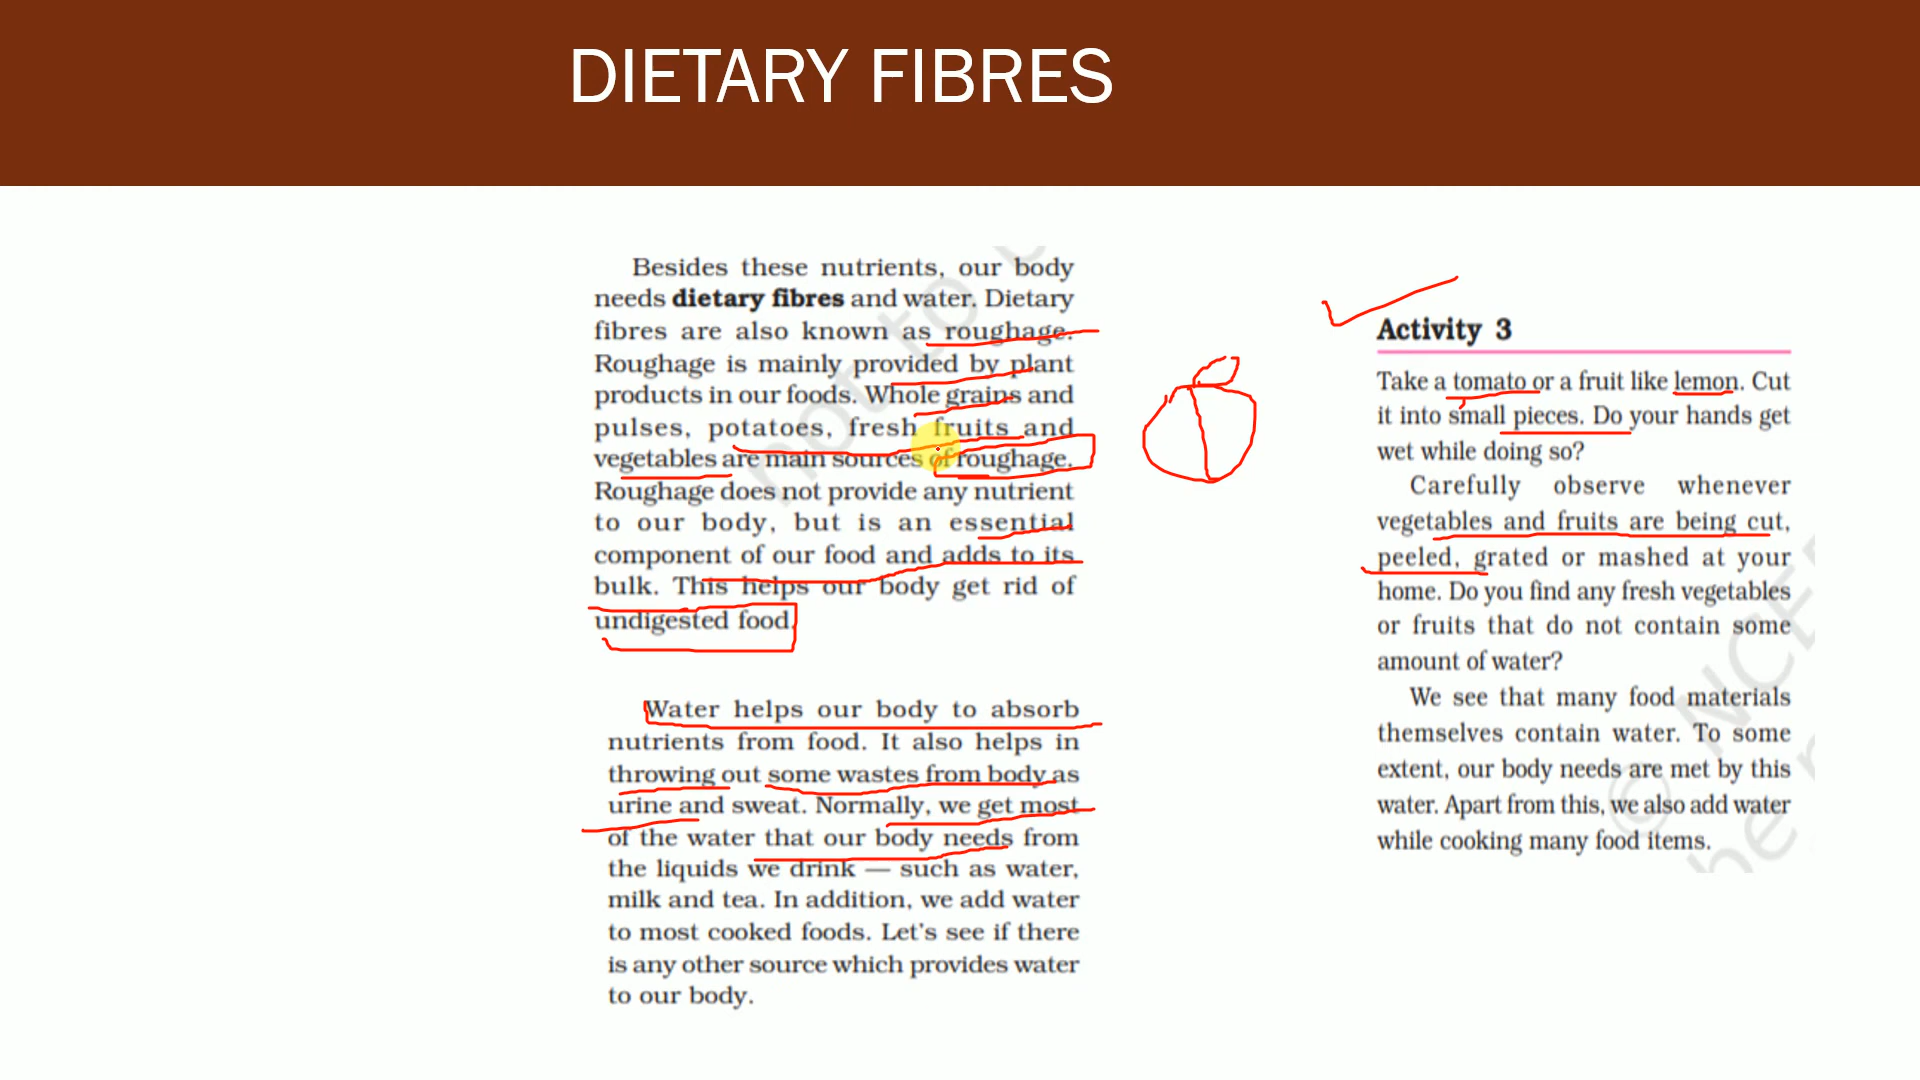 DIETARY FIBRES
Besides these nutrients, our body
needs dietary fibres and water. Dietary
fibres are also known as roughage.
Roughage is mainly provided by plant
products in our foods. Whole grains and
pulses, potatoes, fresh fruits and
vegetables are main sources of roughage.
Roughage does not provide any nutrient
to our body, but is an essential
component of our food and adds to its
bulk. This helps our body get rid of
undigested food.
Water helps our body to absorb
nutrients from food. It also helps in
throwing out some wastes from body as
urine and sweat. Normally, we get most
of the water that our body needs from
the liquids we drink — such as water,
milk and tea. In addition, we add water
to most cooked foods. Let's see if there
is any other source which provides water
to our body.
Activity 3
Take a tomato or a fruit like lemon. Cut
it into small pieces. Do your hands get
wet while doing so?
Carefully observe whenever
vegetables and fruits are being cut,
peeled, grated or mashed at your
home. Do you find any fresh vegetables
or fruits that do not contain some
amount of water?
We see that many food materials
themselves contain water. To some
extent, our body needs are met by this
water. Apart from this, we also add water
while cooking many food items.
not to
© NCE
he